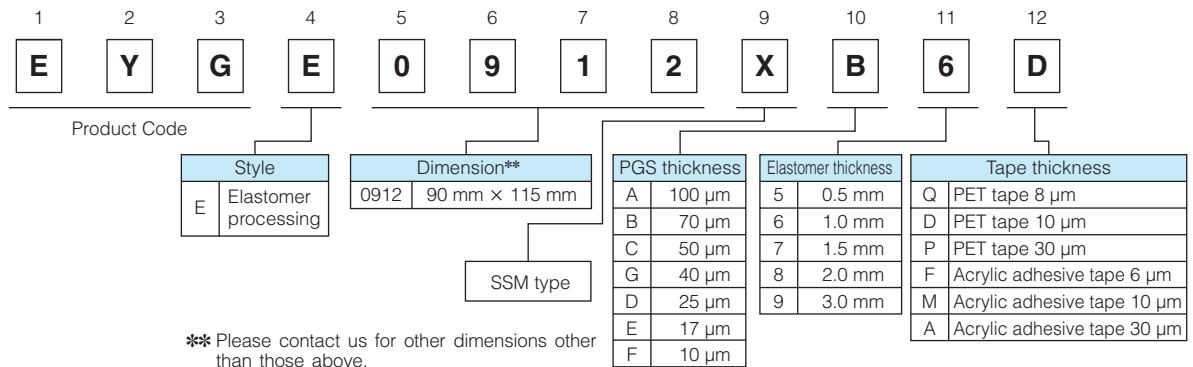 1 2 3 4 5 6 7 8 9 10 11 12
E Y G E 0 9 1 2 X B 6 D
Product Code
Style
E Elastomer
processing
Dimension**
0912 90 mm × 115 mm
SSM type
PGS thickness
A 100 µm
B 70 µm
C 50 µm
G 40 µm
D 25 µm
E 17 µm
F 10 µm
Elastomer thickness
5 0.5 mm
6 1.0 mm
7 1.5 mm
8 2.0 mm
9 3.0 mm
Tape thickness
Q PET tape 8 µm
D PET tape 10 µm
P PET tape 30 µm
F Acrylic adhesive tape 6 µm
M Acrylic adhesive tape 10 µm
A Acrylic adhesive tape 30 µm
** Please contact us for other dimensions other
than those above.